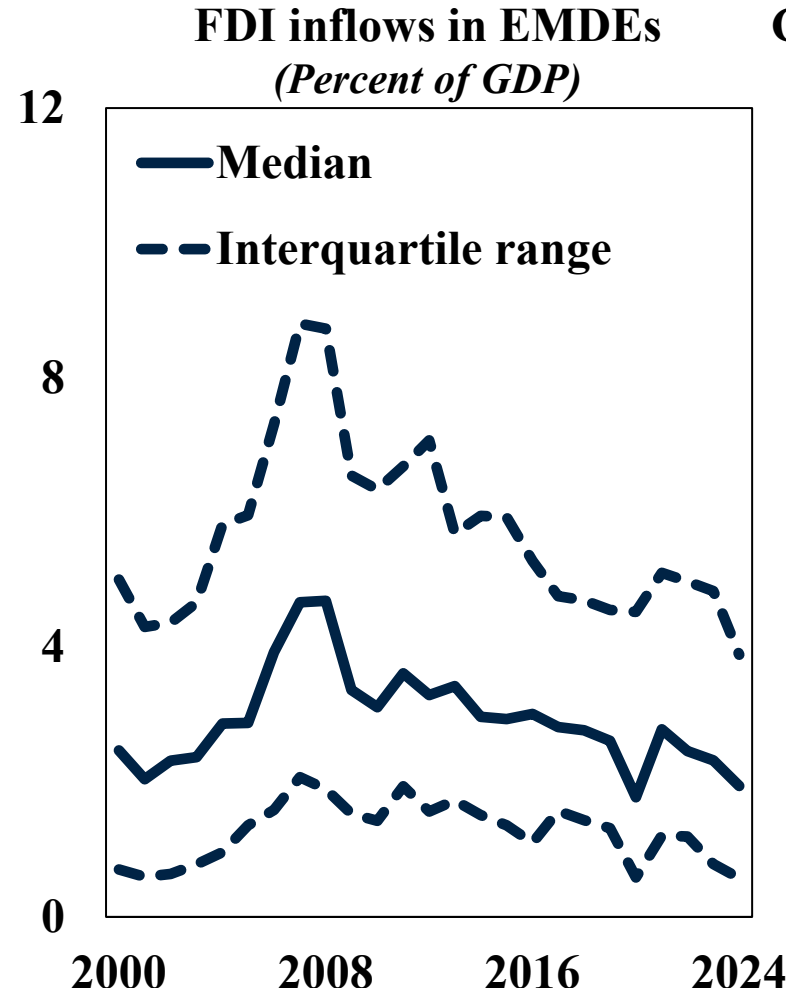 FDI inflows in EMDEs
(Percent of GDP)
12
Median
Interquartile range
8
4
0
2000 2008 2016 2024